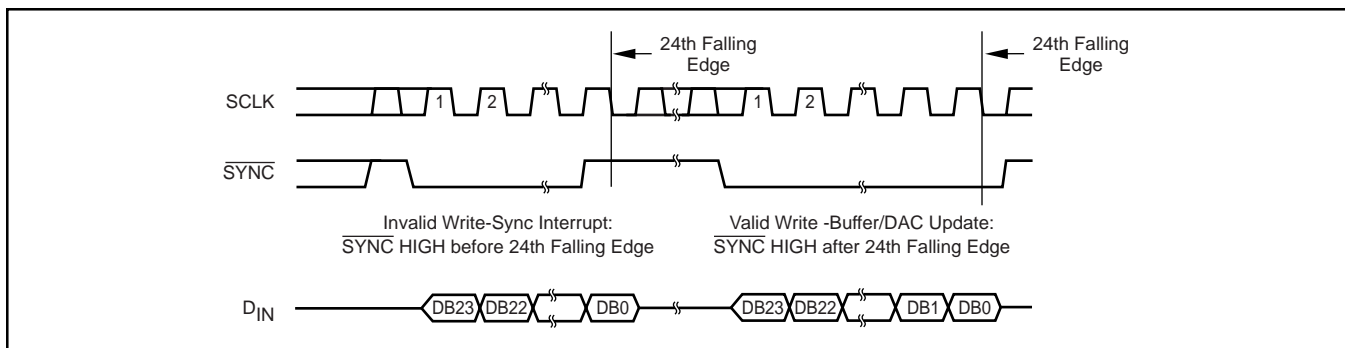 24th Falling
Edge
24th Falling
Edge
SCLK
1
2
1
2
SYNC
Invalid Write-Sync Interrupt:
SYNC HIGH before 24th Falling Edge
Valid Write -Buffer/DAC Update:
SYNC HIGH after 24th Falling Edge
DIN
DB23
DB22
DB0
DB23
DB22
DB1
DB0